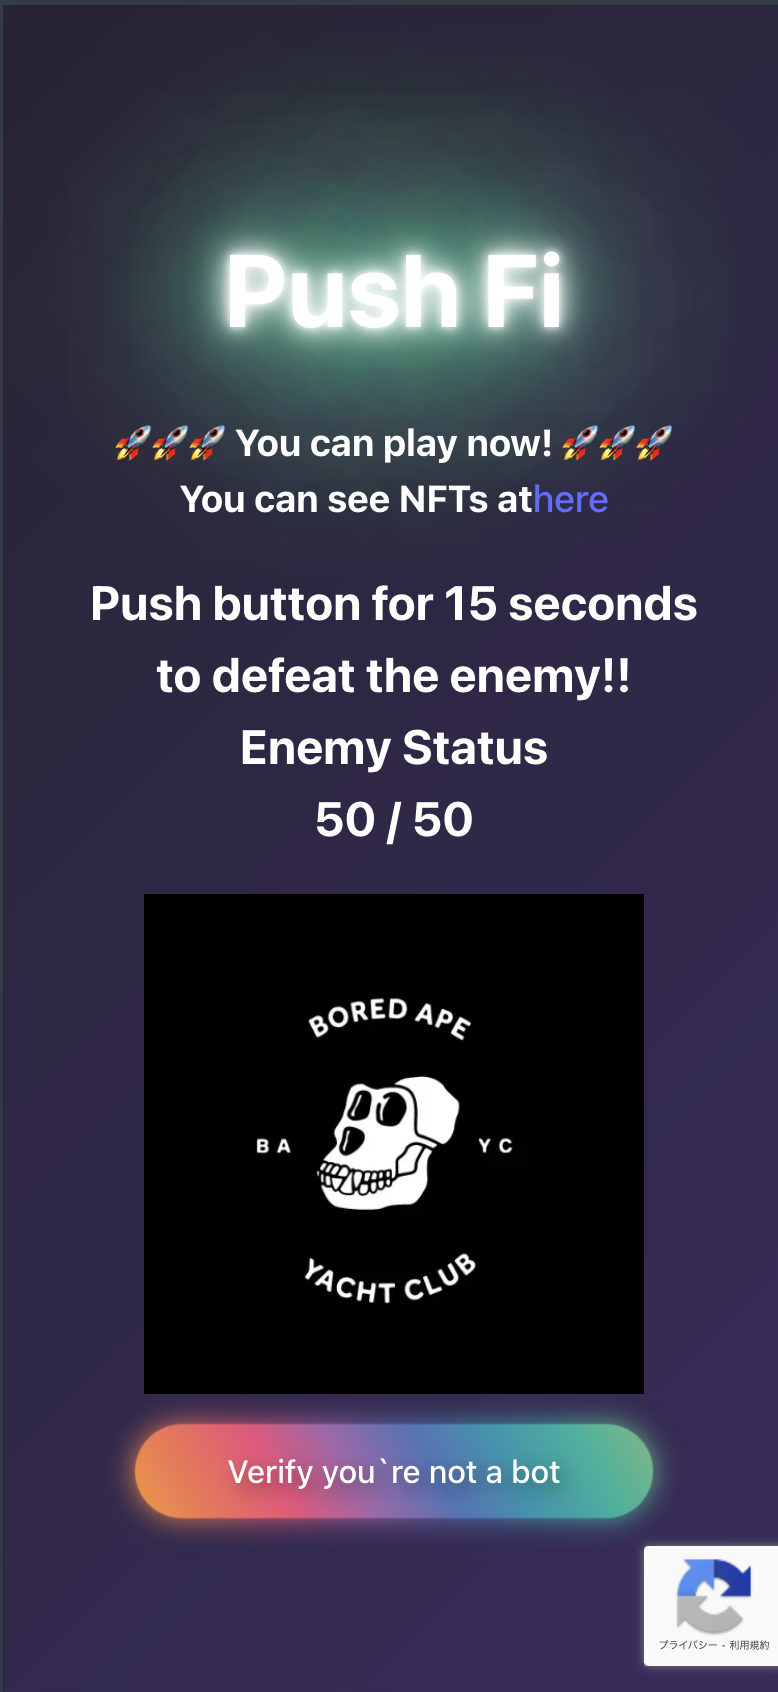 Push Fi
🚀🚀🚀 You can play now! 🚀🚀🚀
You can see NFTs athere
Push button for 15 seconds
to defeat the enemy!!
Enemy Status
50 / 50
BORED APE
BA YC
YACHT CLUB
Verify you`re not a bot
プライバシー - 利用規約